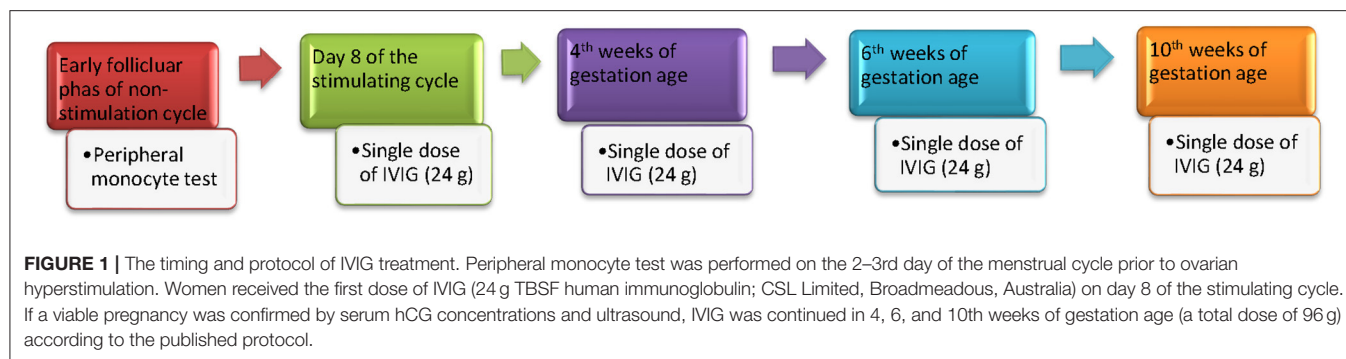 Early follicluar
phas of non-
stimulation cycle
•Peripheral
monocyte test
Day 8 of the
stimulating cycle
•Single dose
of IVIG (24 g)
4th weeks of
gestation age
•Single dose of
IVIG (24 g)
6th weeks of
gestation age
•Single dose of
IVIG (24 g)
10th weeks of
gestation age
•Single dose of
IVIG (24 g)
FIGURE 1 | The timing and protocol of IVIG treatment. Peripheral monocyte test was performed on the 2–3rd day of the menstrual cycle prior to ovarian
hyperstimulation. Women received the first dose of IVIG (24 g TBSF human immunoglobulin; CSL Limited, Broadmeadous, Australia) on day 8 of the stimulating cycle.
If a viable pregnancy was confirmed by serum hCG concentrations and ultrasound, IVIG was continued in 4, 6, and 10th weeks of gestation age (a total dose of 96 g)
according to the published protocol.